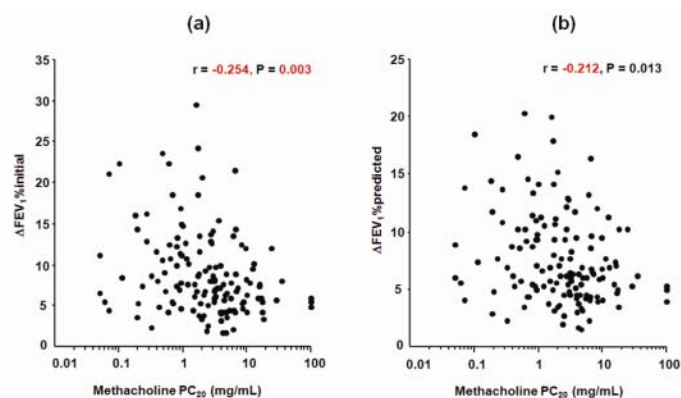 (a)
r = -0.254, P = 0.003
35
30
25
20
15
10
5
0
ΔFEV₁%initial
0.01 0.1 1 10 100
Methacholine PC₂₀ (mg/mL)
(b)
r = -0.212, P = 0.013
25
20
15
10
5
0
ΔFEV₁%predicted
0.01 0.1 1 10 100
Methacholine PC₂₀ (mg/mL)